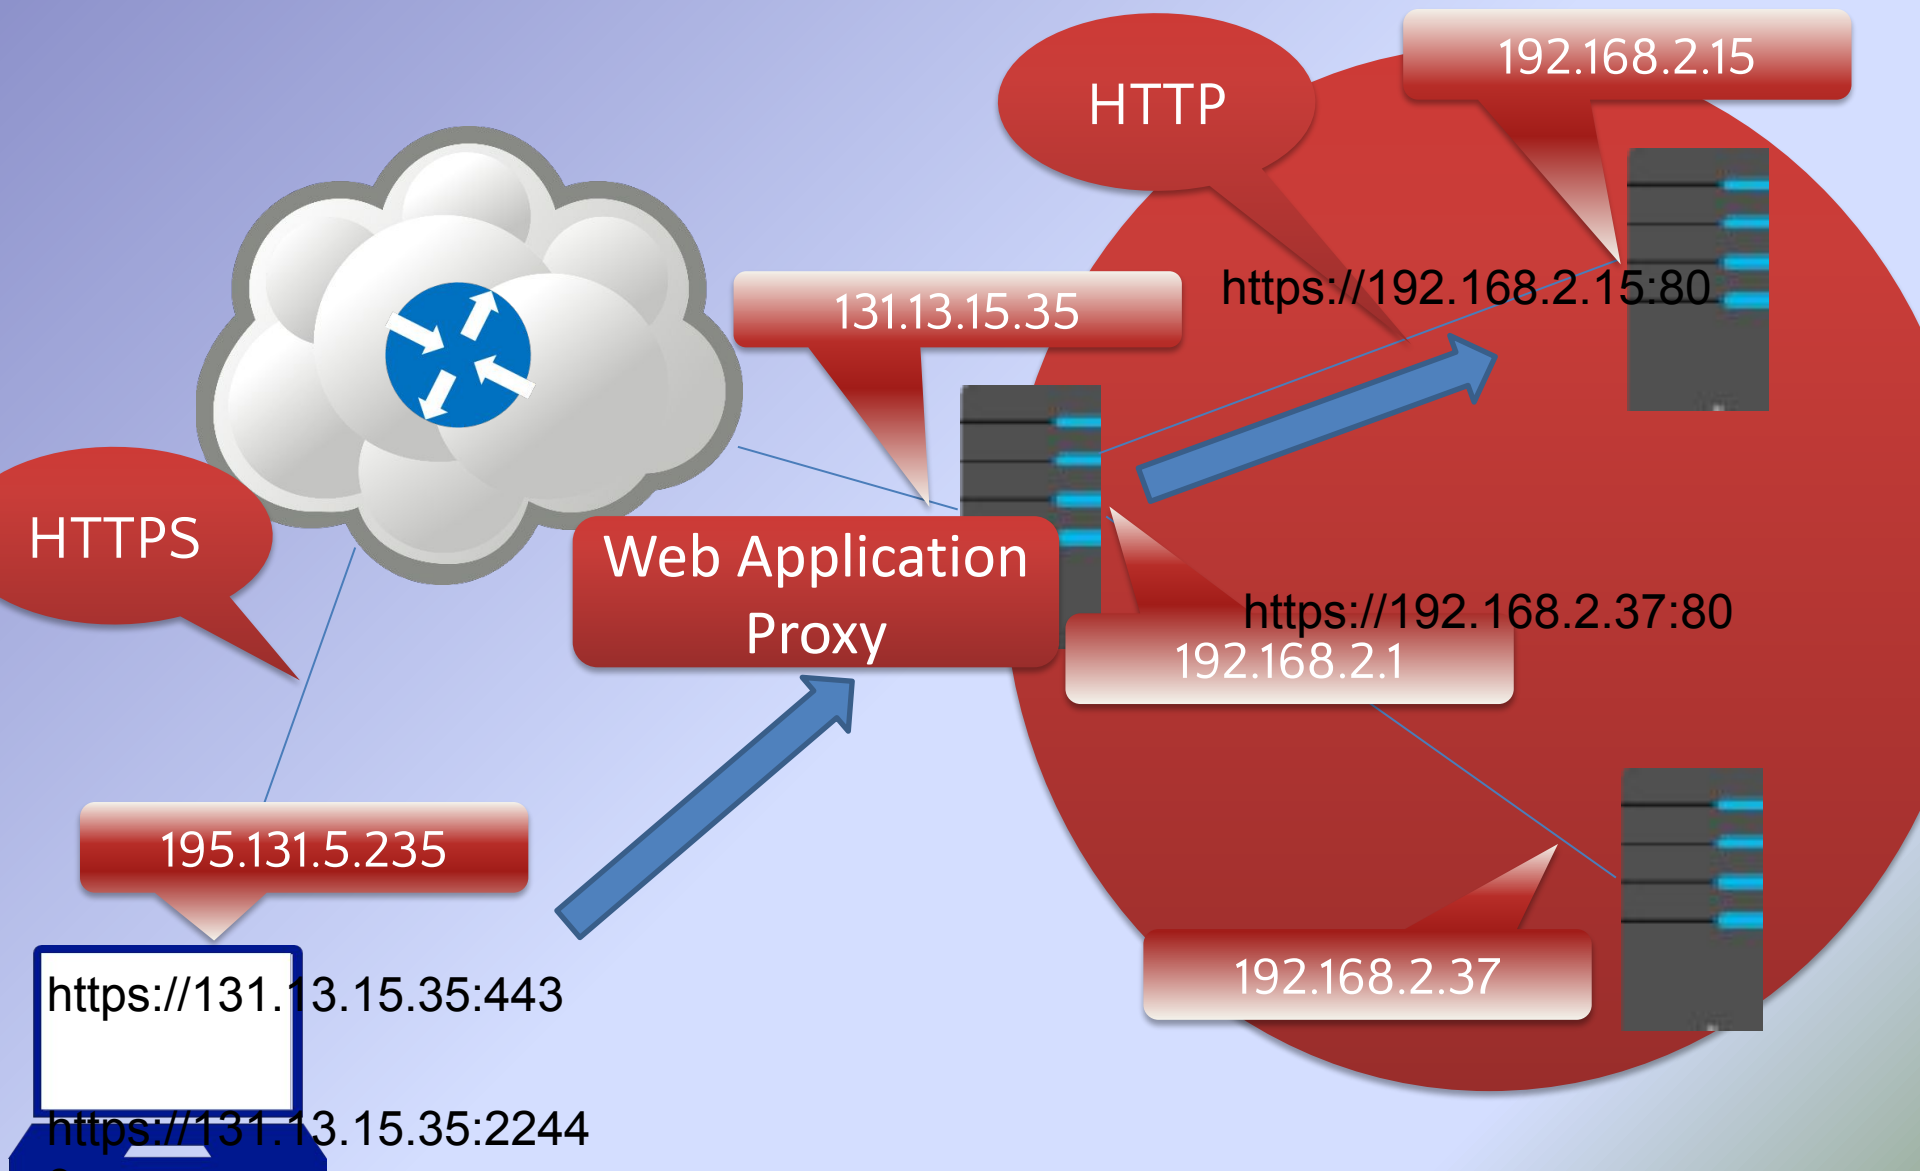 HTTP
192.168.2.15
https://192.168.2.15:80
131.13.15.35
HTTPS
Web Application
Proxy
https://192.168.2.37:80
192.168.2.1
195.131.5.235
192.168.2.37
https://131.13.15.35:443
https://131.13.15.35:2244